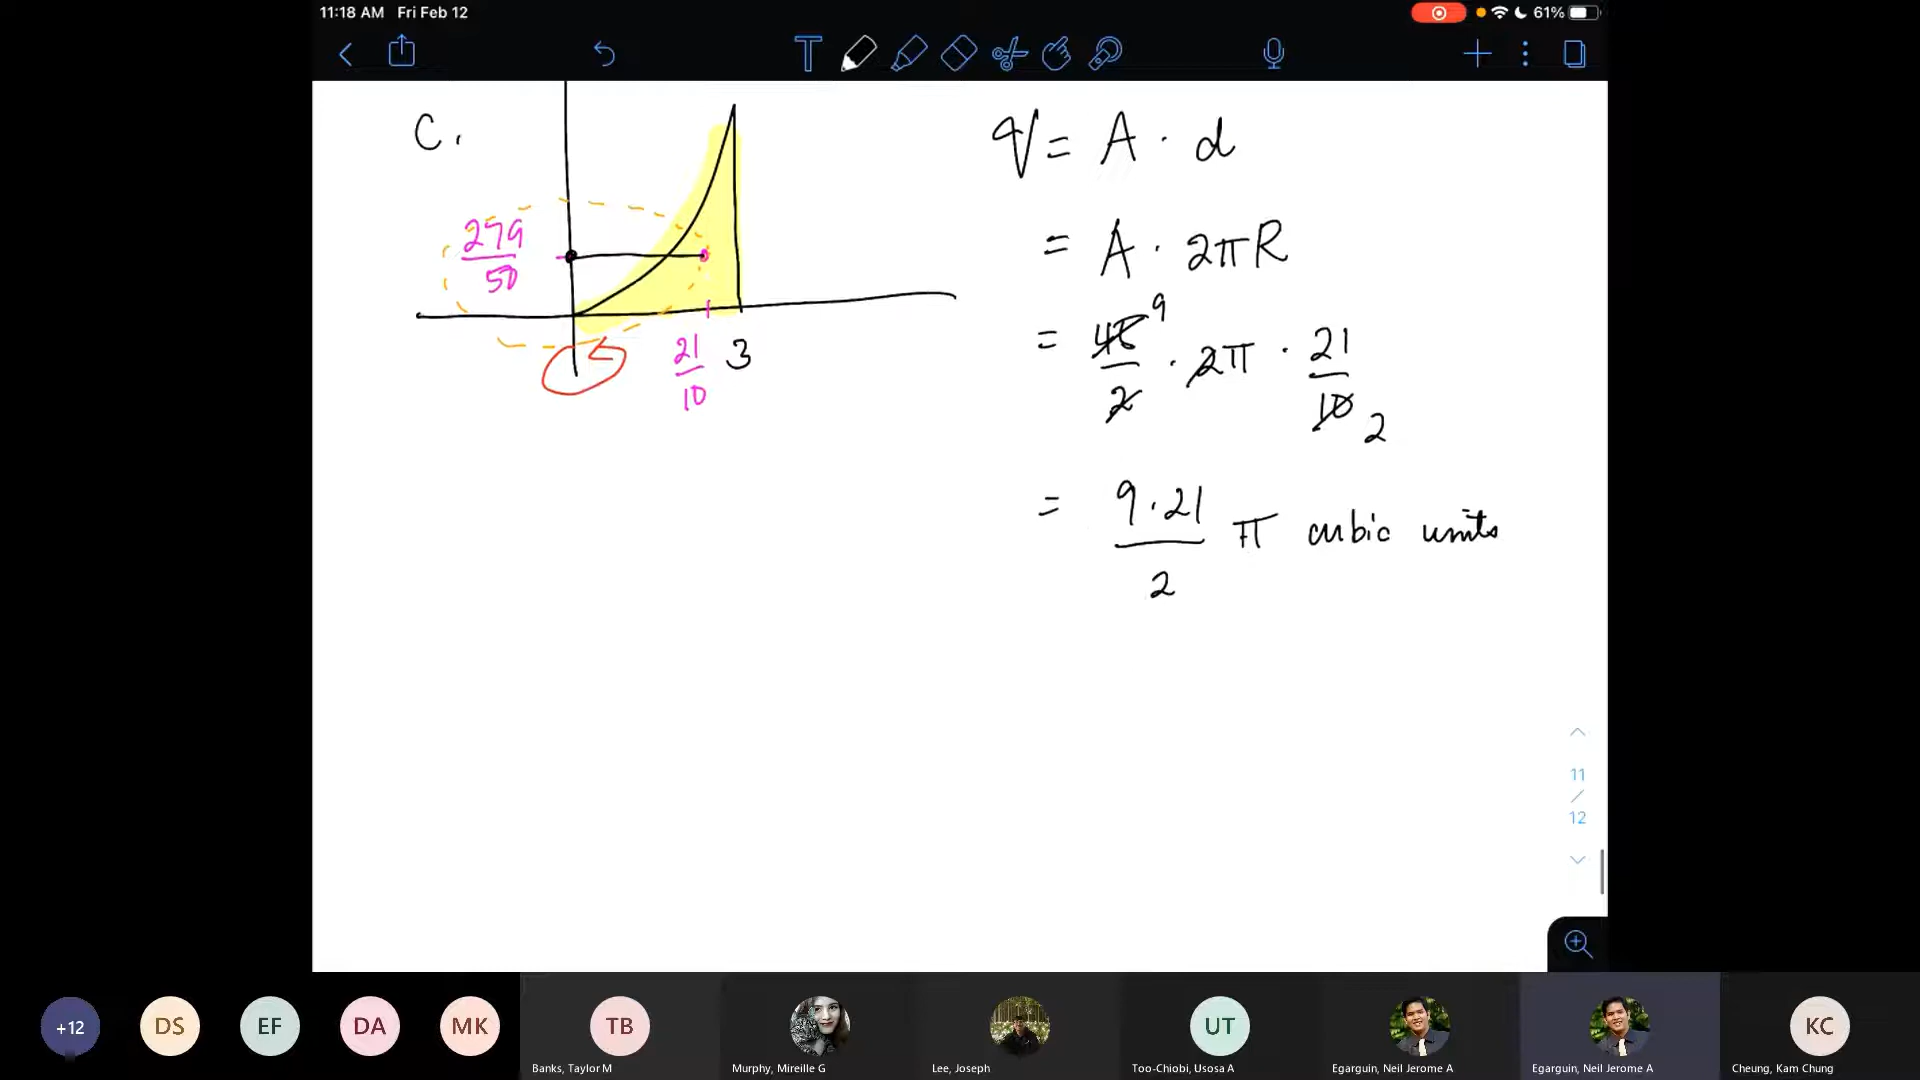 11:18 AM Fri Feb 12
61%
C.
V = A · d
= A · 2πR
279
50
= 45 9
2 · 2π · 21
10 2
21
10
3
= 9 · 21
2 π cubic units
11
12
+12
DS
EF
DA
MK
TB
UT
KC
Banks, Taylor M
Murphy, Mireille G
Lee, Joseph
Too-Chiobi, Usosa A
Egarguin, Neil Jerome A
Egarguin, Neil Jerome A
Cheung, Kam Chung